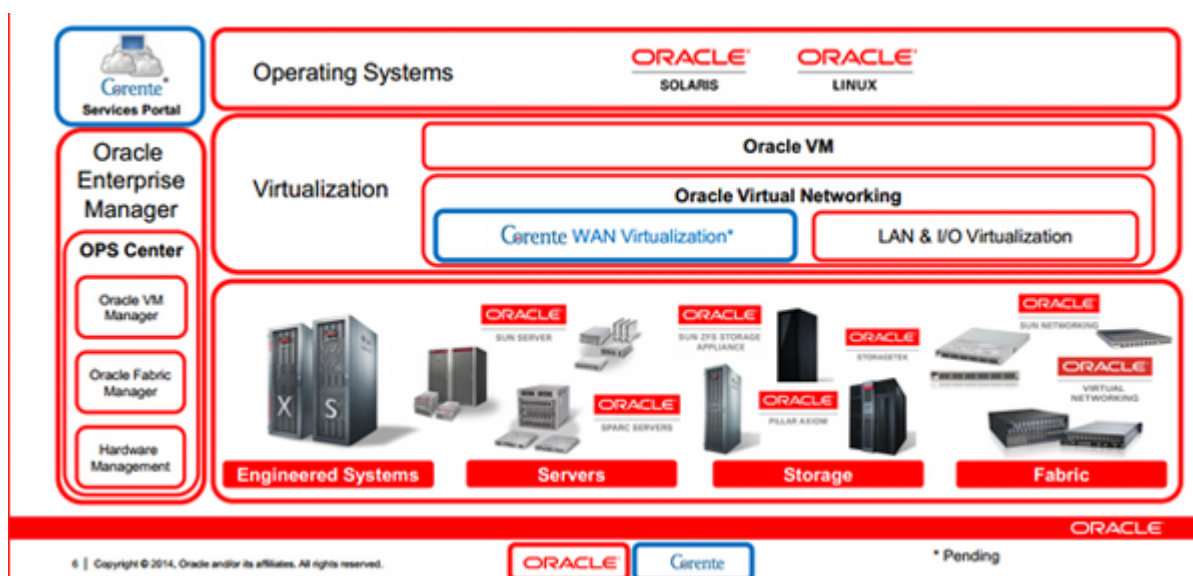 Corente*
Services Portal
Operating Systems
ORACLE
SOLARIS
ORACLE
LINUX
Oracle
Enterprise
Manager
OPS Center
Oracle VM
Manager
Oracle Fabric
Manager
Hardware
Management
Virtualization
Oracle VM
Oracle Virtual Networking
Corente WAN Virtualization*
LAN & I/O Virtualization
X
S
Engineered Systems
ORACLE
SUN SERVER
ORACLE
SPARC SERVERS
Servers
ORACLE
SUN ZFS STORAGE
APPLIANCE
ORACLE
STORAGETEK
ORACLE
PILLAR AXIOM
Storage
ORACLE
SUN NETWORKING
ORACLE
VIRTUAL
NETWORKING
Fabric
ORACLE
6 | Copyright © 2014, Oracle and/or its affiliates. All rights reserved.
ORACLE
Corente
* Pending